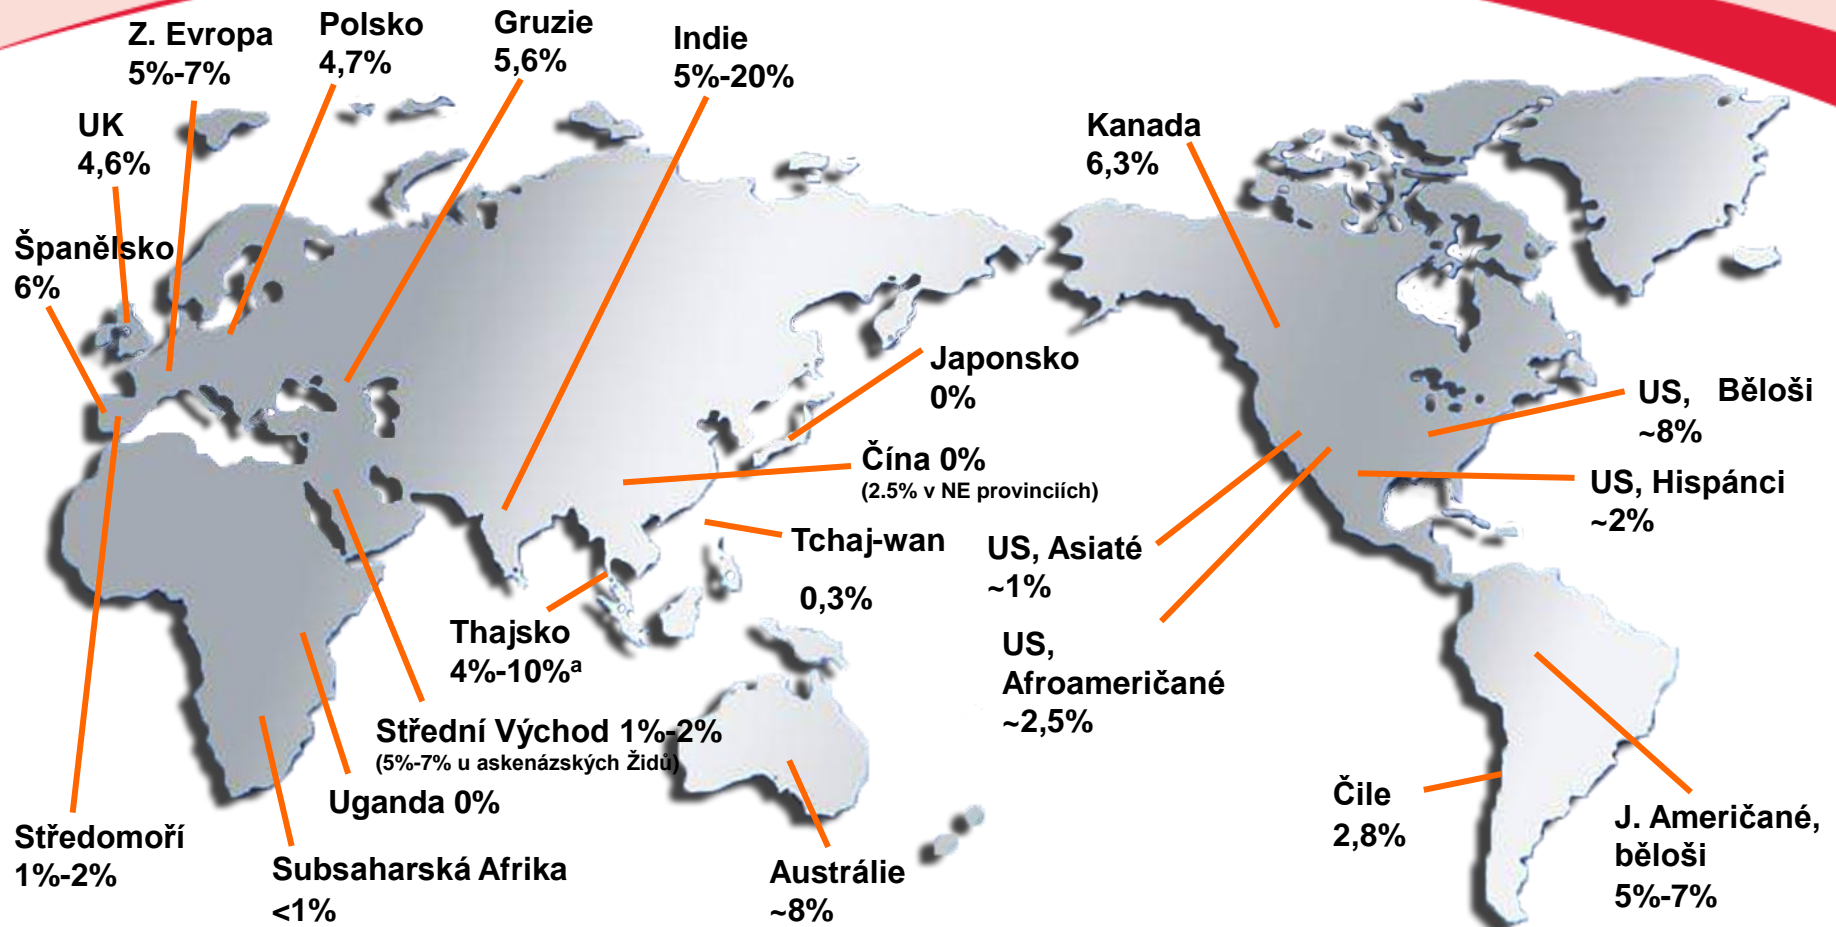 Z. Evropa
5%-7%
Polsko
4,7%
Gruzie
5,6%
Indie
5%-20%
UK
4,6%
Kanada
6,3%
Španělsko
6%
Japonsko
0%
US, Běloši
~8%
Čína 0%
(2.5% v NE provinciích)
US, Hispánci
~2%
Tchaj-wan
0,3%
US, Asiaté
~1%
Thajsko
4%-10%ᵃ
US,
Afroameričané
~2,5%
Střední Východ 1%-2%
(5%-7% u askenázských Židů)
Uganda 0%
Čile
2,8%
J. Američané,
běloši
5%-7%
Středomoří
1%-2%
Subsaharská Afrika
<1%
Austrálie
~8%